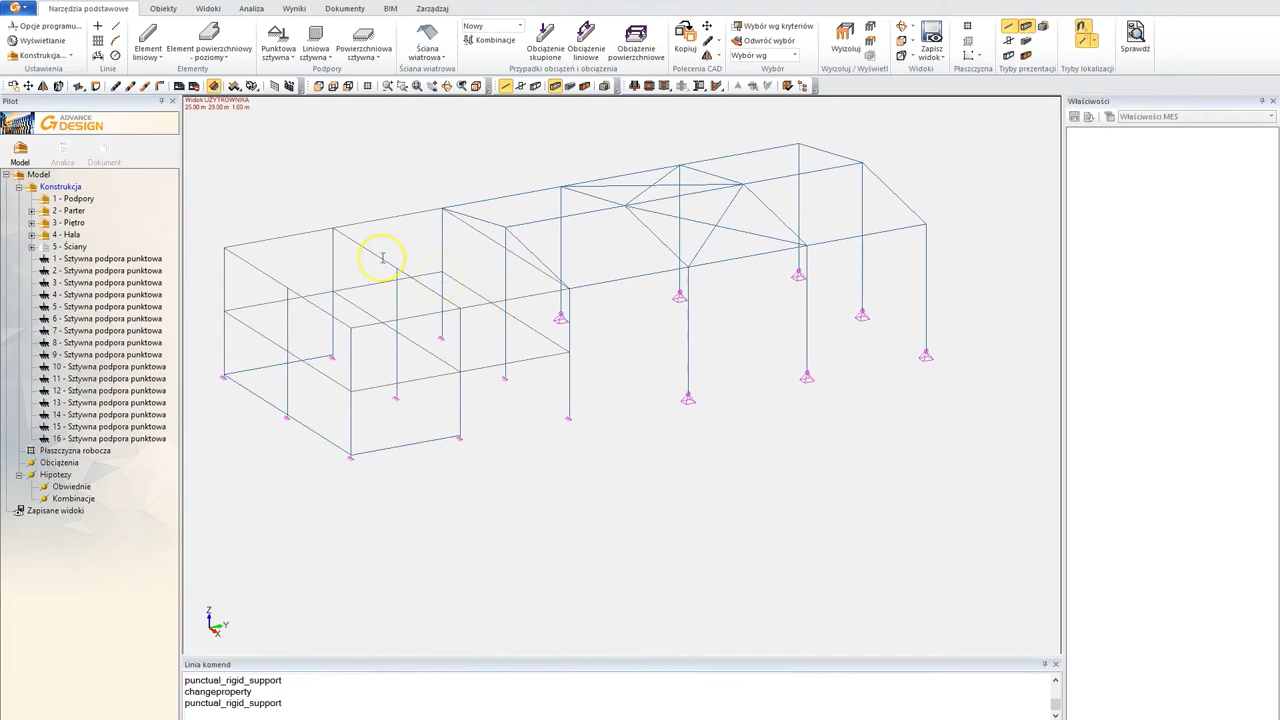 Narzędzia podstawowe Obiekty Widoki Analiza Wyniki Dokumenty BIM Zarządzaj
Opcje programu...
Wyświetlanie
Konstrukcja...
Ustawienia
Linie
Element liniowy
Element powierzchniowy - poziomy
Elementy
Punktowa sztywna
Liniowa sztywna
Powierzchniowa sztywna
Podpory
Ściana wiatrowa
Ściana wiatrowa
Nowy
Kombinacje
Obciążenie skupione
Obciążenie liniowe
Obciążenie powierzchniowe
Przypadki obciążeń i obciążenia
Kopiuj
Polecenia CAD
Wybór wg kryteriów
Odwróć wybór
Wybór wg
Wybór
Wyizoluj
Wyizoluj / Wyświetl
Zapisz widok
Widoki
Płaszczyzna
Tryby prezentacji
Tryby lokalizacji
Sprawdź
Pilot
ADVANCE DESIGN
Model Analiza Dokument
Model
Konstrukcja
1 - Podpory
2 - Parter
3 - Piętro
4 - Hala
5 - Ściany
1 - Sztywna podpora punktowa
2 - Sztywna podpora punktowa
3 - Sztywna podpora punktowa
4 - Sztywna podpora punktowa
5 - Sztywna podpora punktowa
6 - Sztywna podpora punktowa
7 - Sztywna podpora punktowa
8 - Sztywna podpora punktowa
9 - Sztywna podpora punktowa
10 - Sztywna podpora punktowa
11 - Sztywna podpora punktowa
12 - Sztywna podpora punktowa
13 - Sztywna podpora punktowa
14 - Sztywna podpora punktowa
15 - Sztywna podpora punktowa
16 - Sztywna podpora punktowa
Płaszczyzna robocza
Obciążenia
Hipotezy
Obwiednie
Kombinacje
Zapisane widoki
Widok UŻYTKOWNIKA
25.00 m 29.00 m 1.00 m
Z
Y
X
Linia komend
punctual_rigid_support
changeproperty
punctual_rigid_support
Właściwości
Właściwości MES